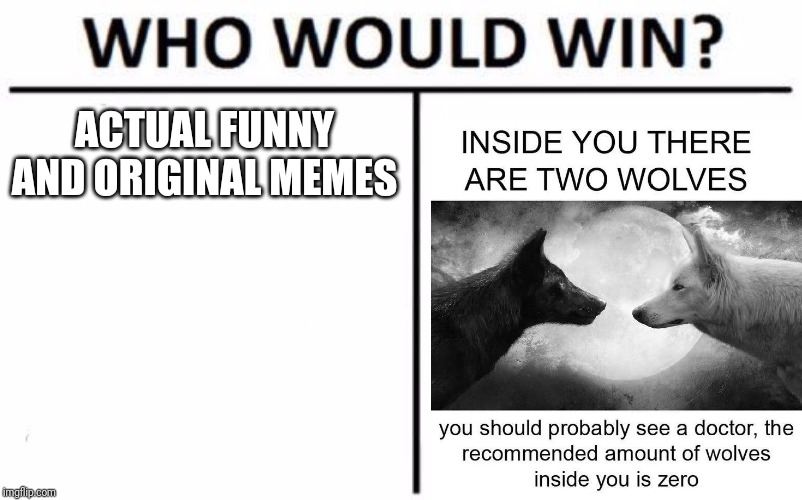 WHO WOULD WIN?
ACTUAL FUNNY
AND ORIGINAL MEMES
INSIDE YOU THERE
ARE TWO WOLVES
you should probably see a doctor, the
recommended amount of wolves
inside you is zero
imgflip.com